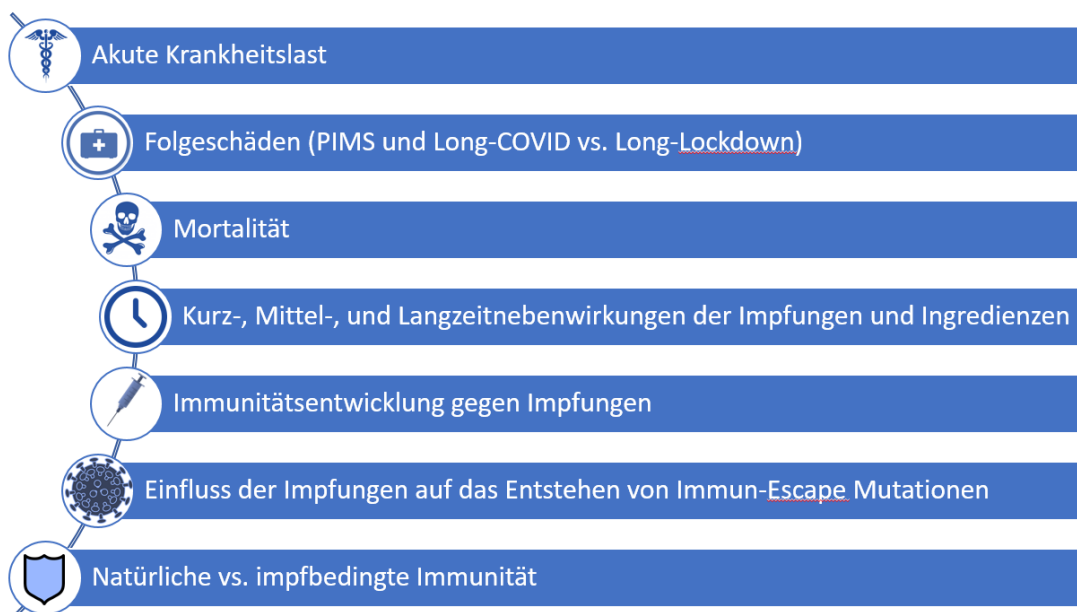 Akute Krankheitslast
Folgeschäden (PIMS und Long-COVID vs. Long-Lockdown)
Mortalität
Kurz-, Mittel-, und Langzeitnebenwirkungen der Impfungen und Ingredienzen
Immunitätsentwicklung gegen Impfungen
Einfluss der Impfungen auf das Entstehen von Immun-Escape Mutationen
Natürliche vs. impfbedingte Immunität